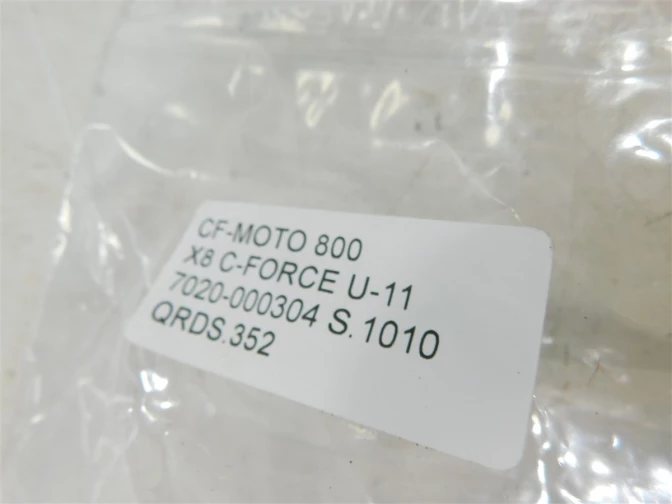 CF-MOTO 800
X8 C-FORCE U-11
7020-000304 S.1010
QRDS.352